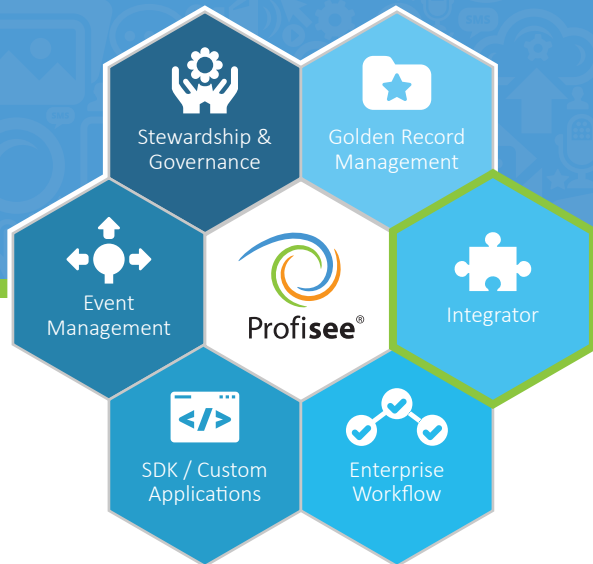 Stewardship &
Governance
Golden Record
Management
Event
Management
Profisee®
Integrator
SDK / Custom
Applications
Enterprise
Workflow